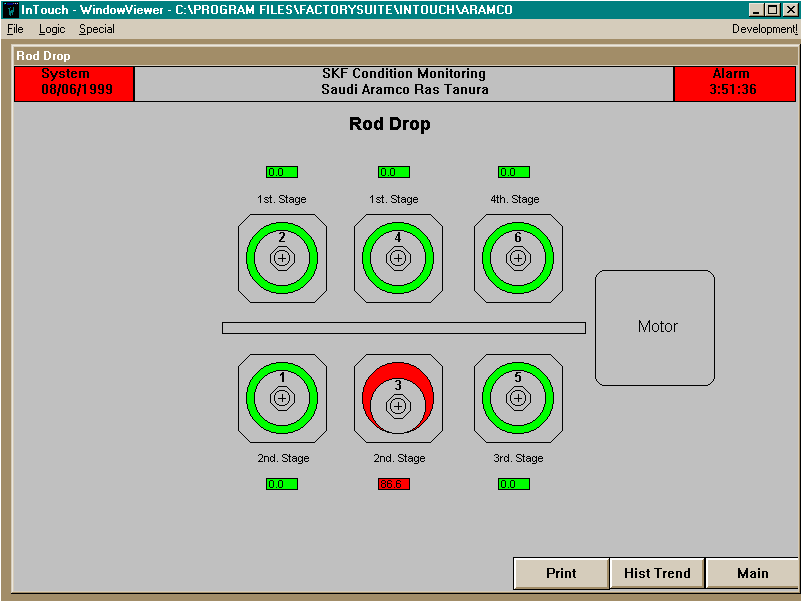 InTouch - WindowViewer - C:\PROGRAM FILES\FACTORYSUITE\INTOUCH\ARAMCO
File Logic Special Development!
Rod Drop
System SKF Condition Monitoring Alarm
08/06/1999 Saudi Aramco Ras Tanura 3:51:36
Rod Drop
0.0 0.0 0.0
1st. Stage 1st. Stage 4th. Stage
2 4 6
Motor
1 3 5
2nd. Stage 2nd. Stage 3rd. Stage
0.0 0.0
Print Hist Trend Main